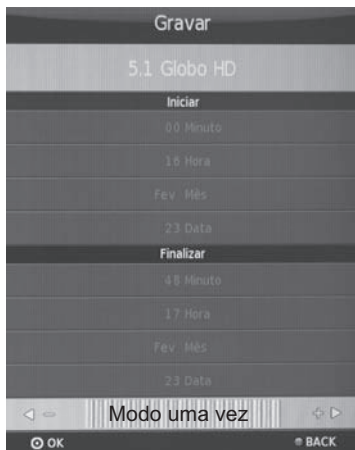 Gravar
5.1 Globo HD
Iniciar
00 Minuto
16 Hora
Fev Mês
23 Data
Finalizar
48 Minuto
17 Hora
Fev Mês
23 Data
Modo uma vez
OK BACK